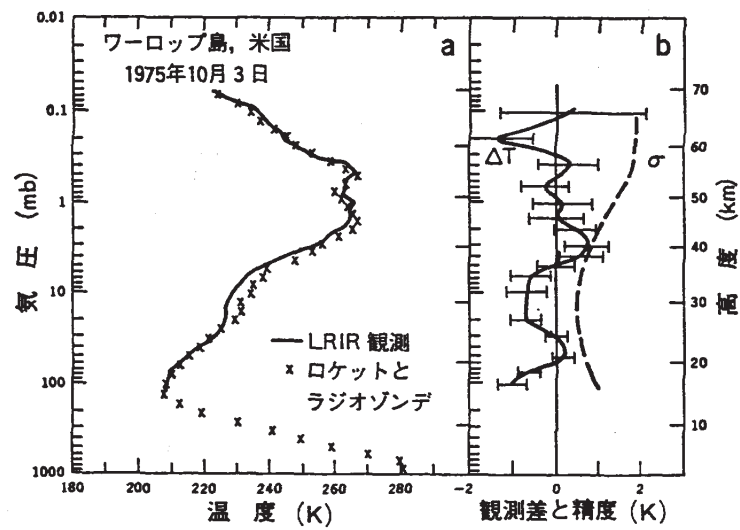 ワーロップ島，米国
1975年10月3日
a
b
0.01
0.1
1
10
100
1000
気圧 (mb)
LRIR 観測
ロケットと
ラジオゾンデ
180
200
220
240
260
280
温度 (K)
ΔT
σ
-2
0
2
観測差と精度 (K)
70
60
50
40
30
20
10
高度 (km)